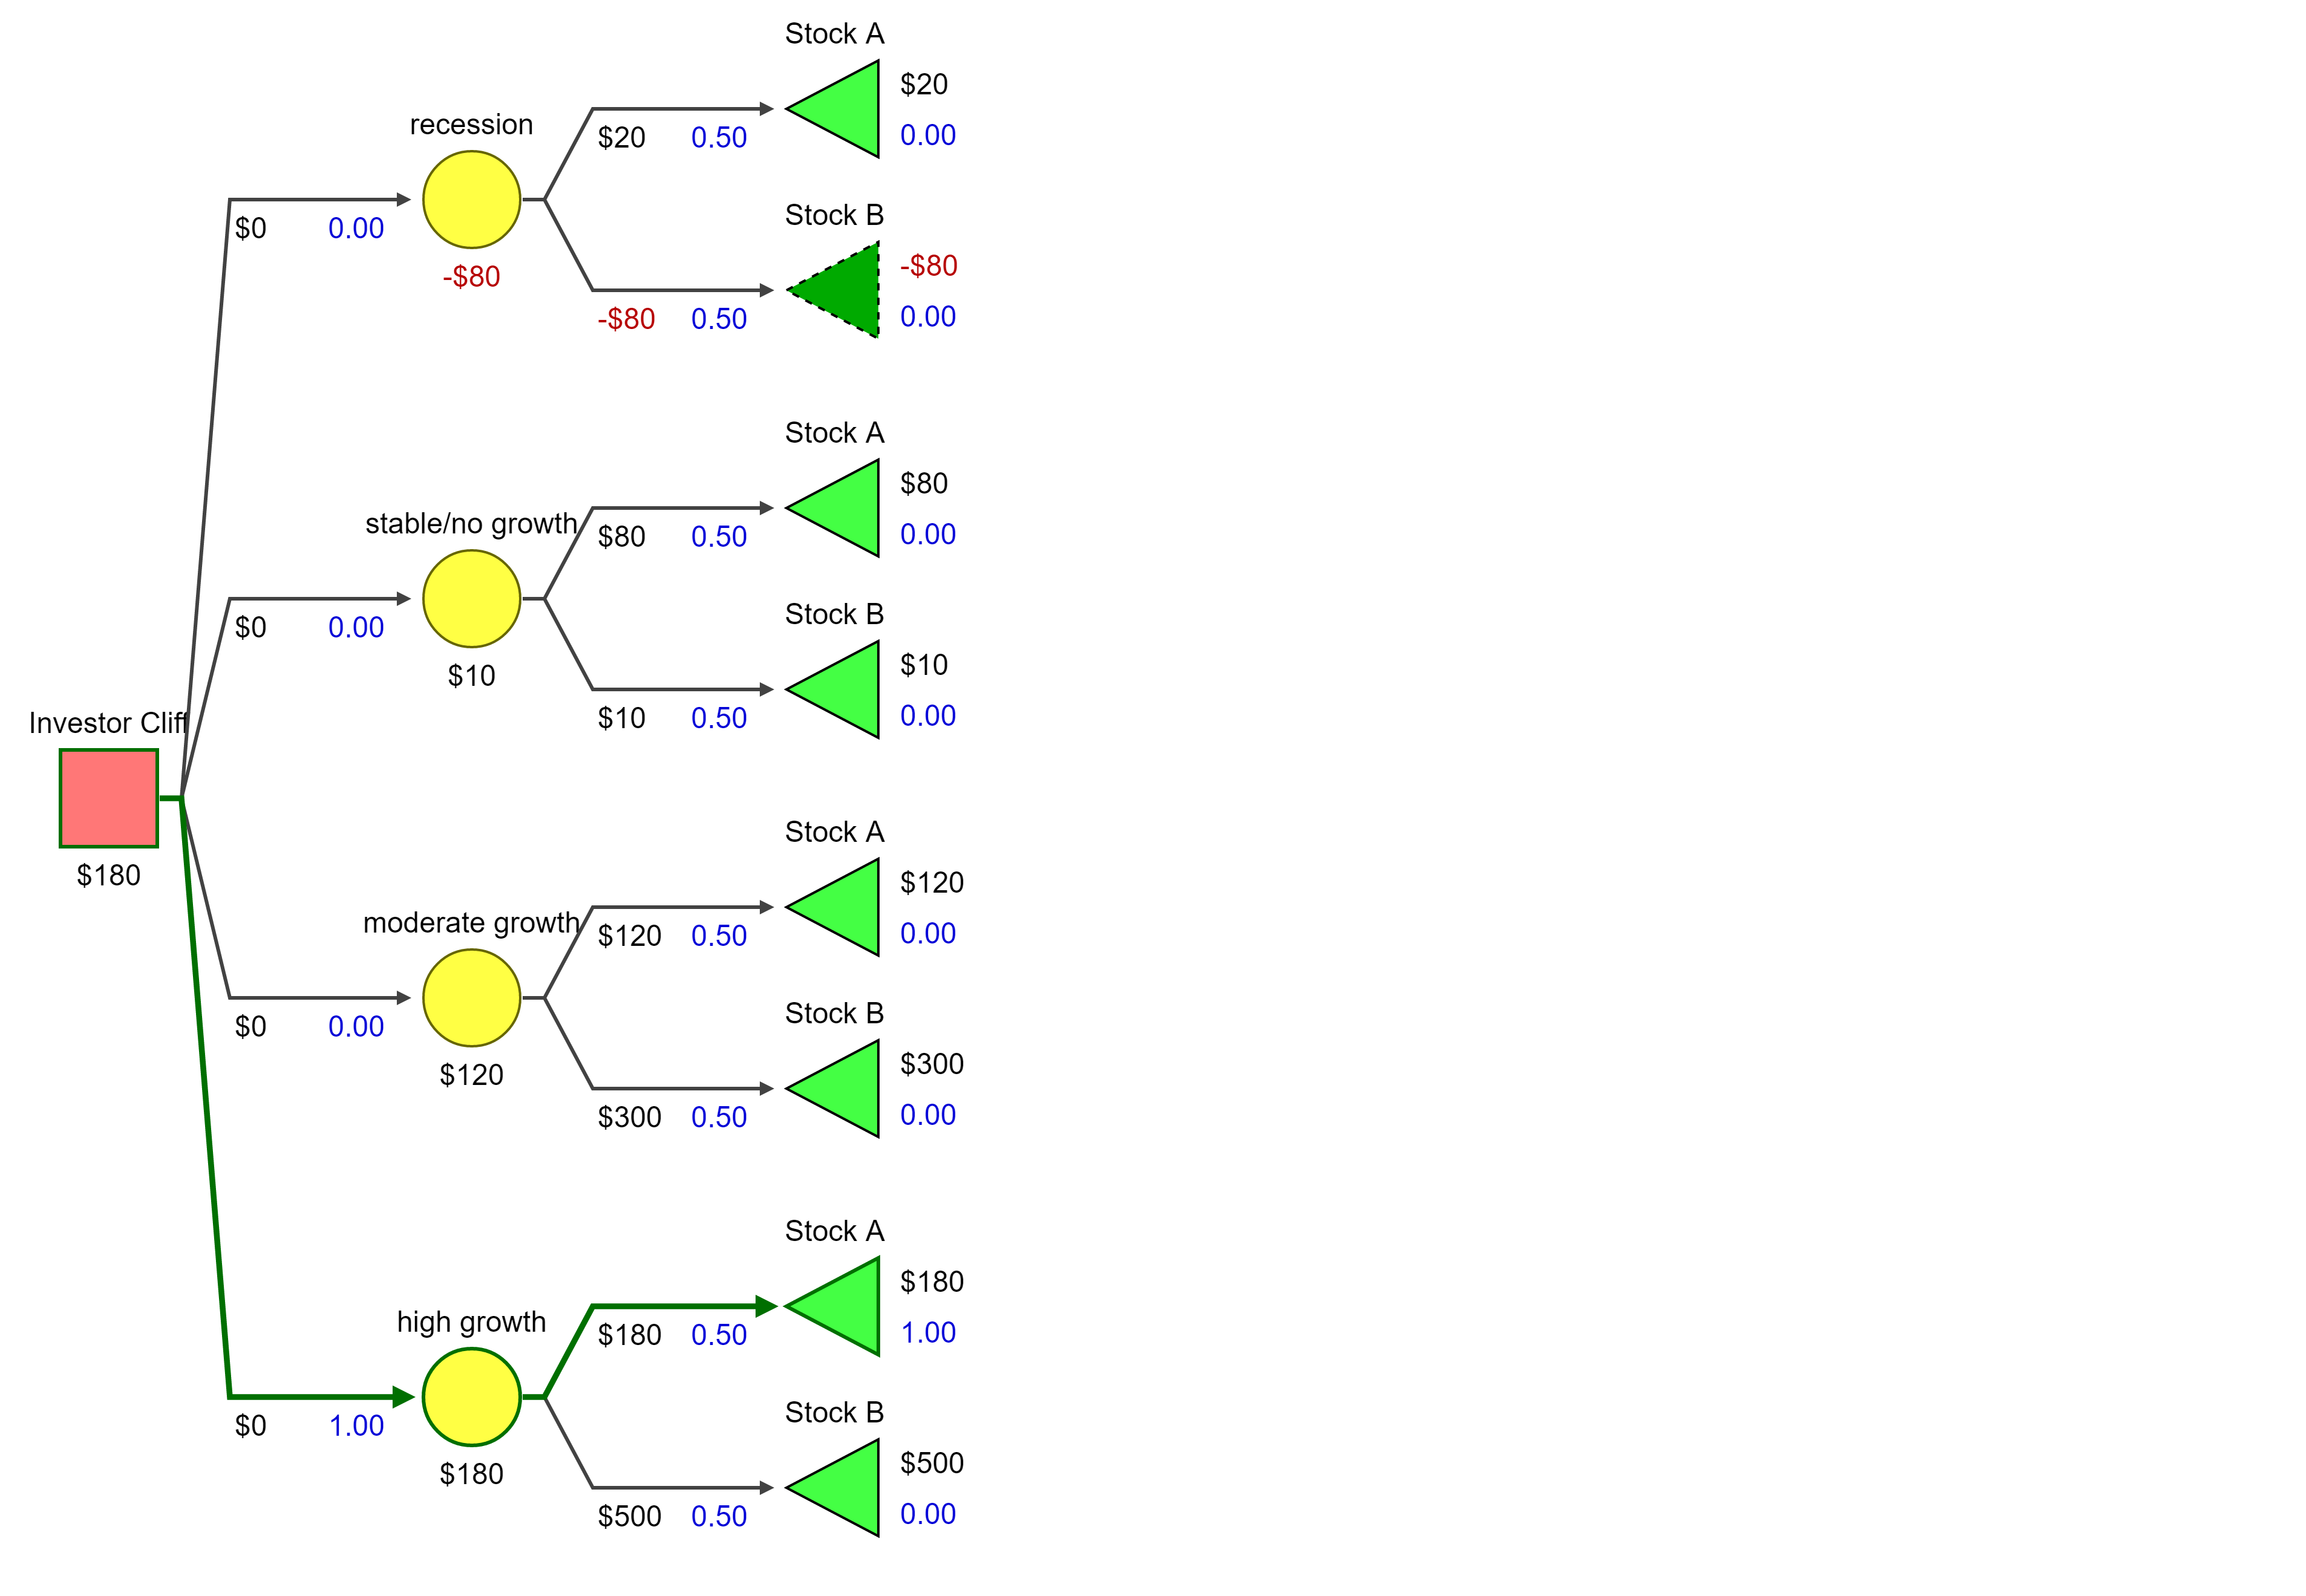 Stock A
$20
0.00
recession
$20 0.50
Stock B
-$80
0.00
$0 0.00
-$80
-$80 0.50
Stock A
$80
0.00
stable/no growth
$80 0.50
Stock B
$10
0.00
$0 0.00
$10
$10 0.50
Investor Cliff
$180
Stock A
$120
0.00
moderate growth
$120 0.50
Stock B
$300
0.00
$0 0.00
$120
$300 0.50
Stock A
$180
1.00
high growth
$180 0.50
Stock B
$500
0.00
$0 1.00
$180
$500 0.50